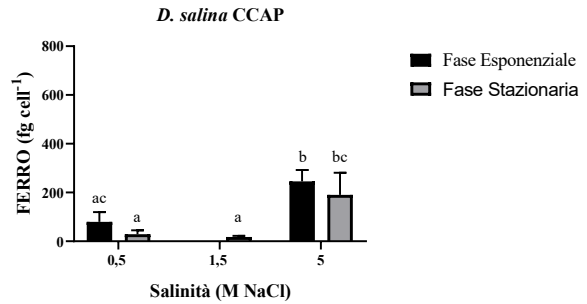 D. salina CCAP
800
600
400
200
0
FERRO (fg cell⁻¹)
ac
a
a
b
bc
0,5
1,5
5
Salinità (M NaCl)
Fase Esponenziale
Fase Stazionaria